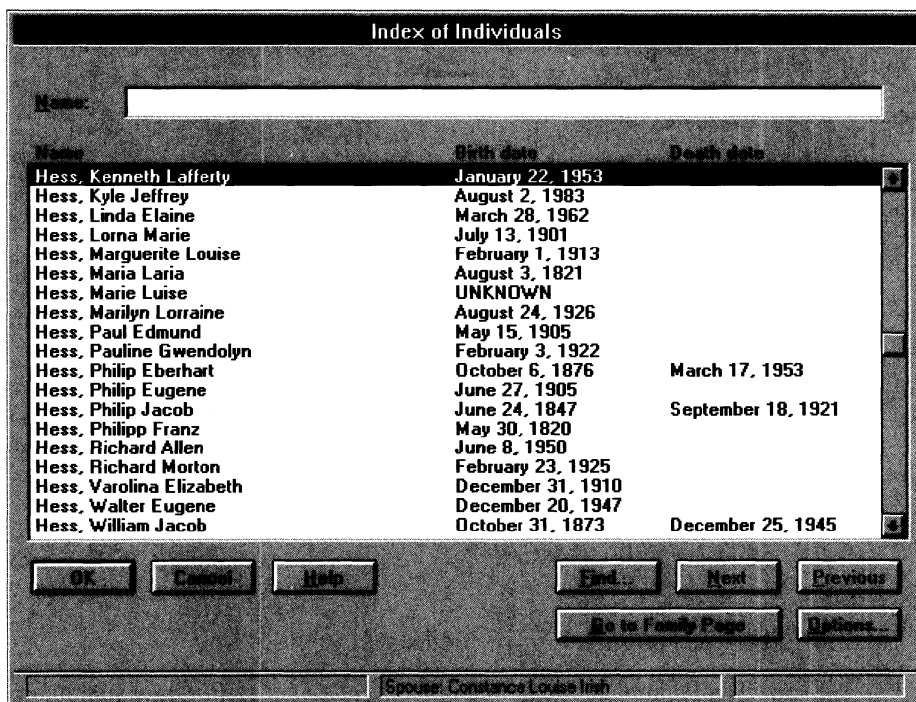 Index of Individuals
Name:
Name Birth date Death date
Hess, Kenneth Lafferty January 22, 1953
Hess, Kyle Jeffrey August 2, 1983
Hess, Linda Elaine March 28, 1962
Hess, Lorna Marie July 13, 1901
Hess, Marguerite Louise February 1, 1913
Hess, Maria Laria August 3, 1821
Hess, Marie Luise UNKNOWN
Hess, Marilyn Lorraine August 24, 1926
Hess, Paul Edmund May 15, 1905
Hess, Pauline Gwendolyn February 3, 1922
Hess, Philip Eberhart October 6, 1876 March 17, 1953
Hess, Philip Eugene June 27, 1905
Hess, Philip Jacob June 24, 1847 September 18, 1921
Hess, Philipp Franz May 30, 1820
Hess, Richard Allen June 8, 1950
Hess, Richard Morton February 23, 1925
Hess, Varolina Elizabeth December 31, 1910
Hess, Walter Eugene December 20, 1947
Hess, William Jacob October 31, 1873 December 25, 1945
OK Cancel Help Find... Next Previous
Go to Family Page Options...
Spouse: Constance Louise Irish